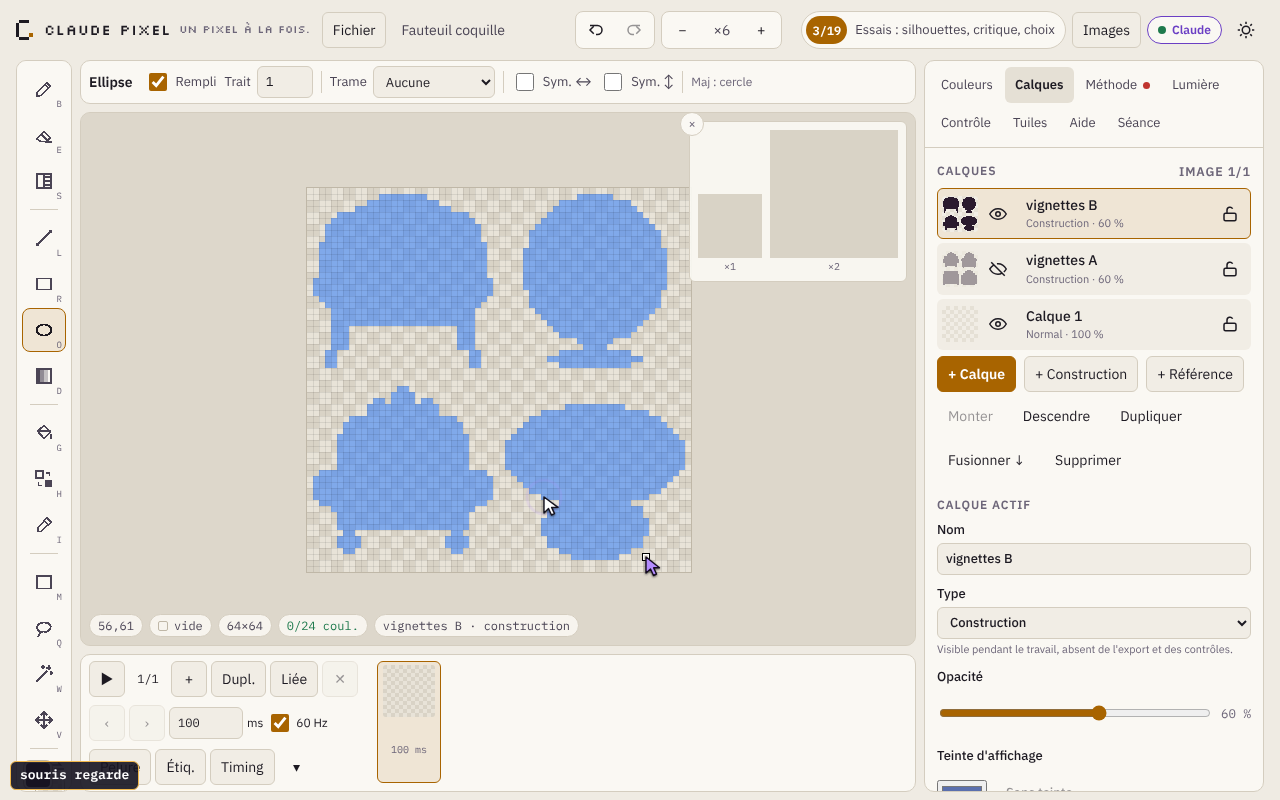 CLAUDE PIXEL UN PIXEL À LA FOIS. Fichier Fauteuil coquille − ×6 + 3/19 Essais : silhouettes, critique, choix Images Claude
Ellipse Rempli Trait 1 Trame Aucune Sym. ↔ Sym. ↕ Maj : cercle
B
E
S
L
R
O
D
G
H
I
M
Q
W
V
×
×1 ×2
56,61 vide 64×64 0/24 coul. vignettes B · construction
▶ 1/1 + Dupl. Liée ✕
‹ › 100 ms 60 Hz
Étiq. Timing ▼
100 ms
souris regarde
Couleurs Calques Méthode Lumière
Contrôle Tuiles Aide Séance
CALQUES IMAGE 1/1
vignettes B
Construction · 60 %
vignettes A
Construction · 60 %
Calque 1
Normal · 100 %
+ Calque + Construction + Référence
Monter Descendre Dupliquer
Fusionner ↓ Supprimer
CALQUE ACTIF
Nom
vignettes B
Type
Construction
Visible pendant le travail, absent de l'export et des contrôles.
Opacité
60 %
Teinte d'affichage
Sans teinte